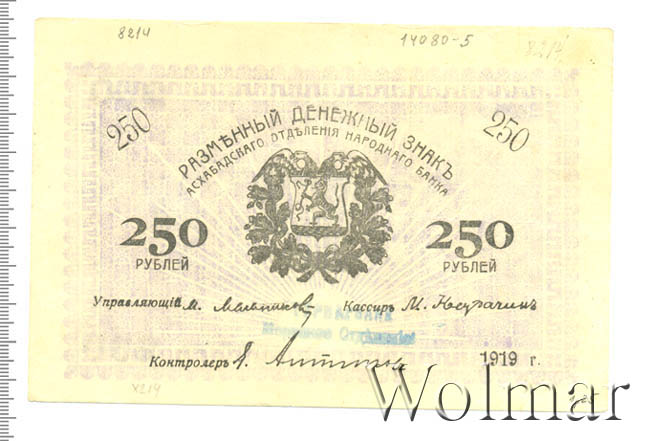 8214
14080-5
8214
250
250
РАЗМѢННЫЙ ДЕНЕЖНЫЙ ЗНАКЪ
АСХАБАДСКАГО ОТДѢЛЕНІЯ НАРОДНАГО БАНКА
250
РУБЛЕЙ
250
РУБЛЕЙ
Управляющій М.
Кассиръ М.
Контролеръ
1919 г.
Х214
Wolmar